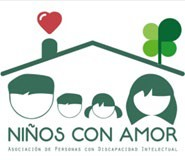 NIÑOS CON AMOR
Asociación de Personas con Discapacidad Intelectual